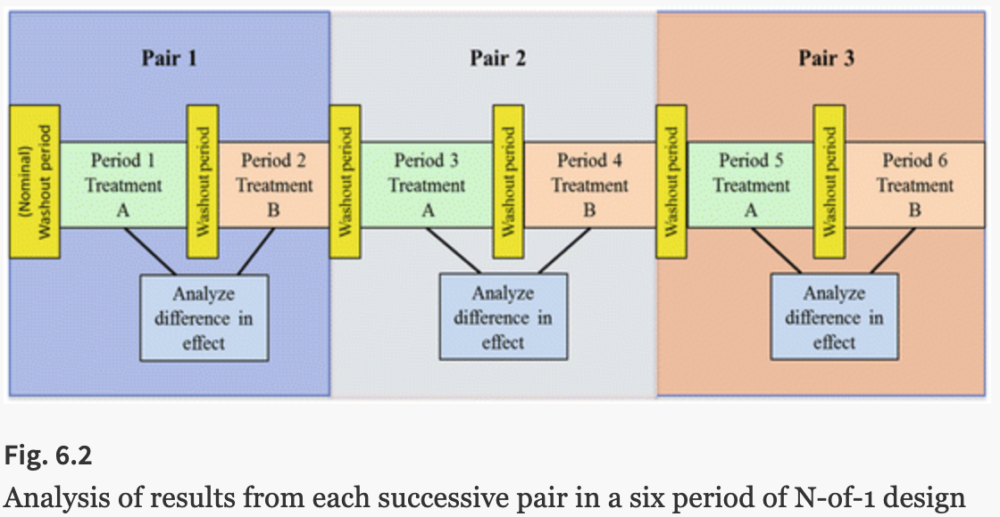 Pair 1
Pair 2
Pair 3
(Nominal)
Washout period
Period 1
Treatment
A
Washout period
Period 2
Treatment
B
Washout period
Period 3
Treatment
A
Washout period
Period 4
Treatment
B
Washout period
Period 5
Treatment
A
Washout period
Period 6
Treatment
B
Analyze
difference in
effect
Analyze
difference in
effect
Analyze
difference in
effect
Fig. 6.2
Analysis of results from each successive pair in a six period of N-of-1 design